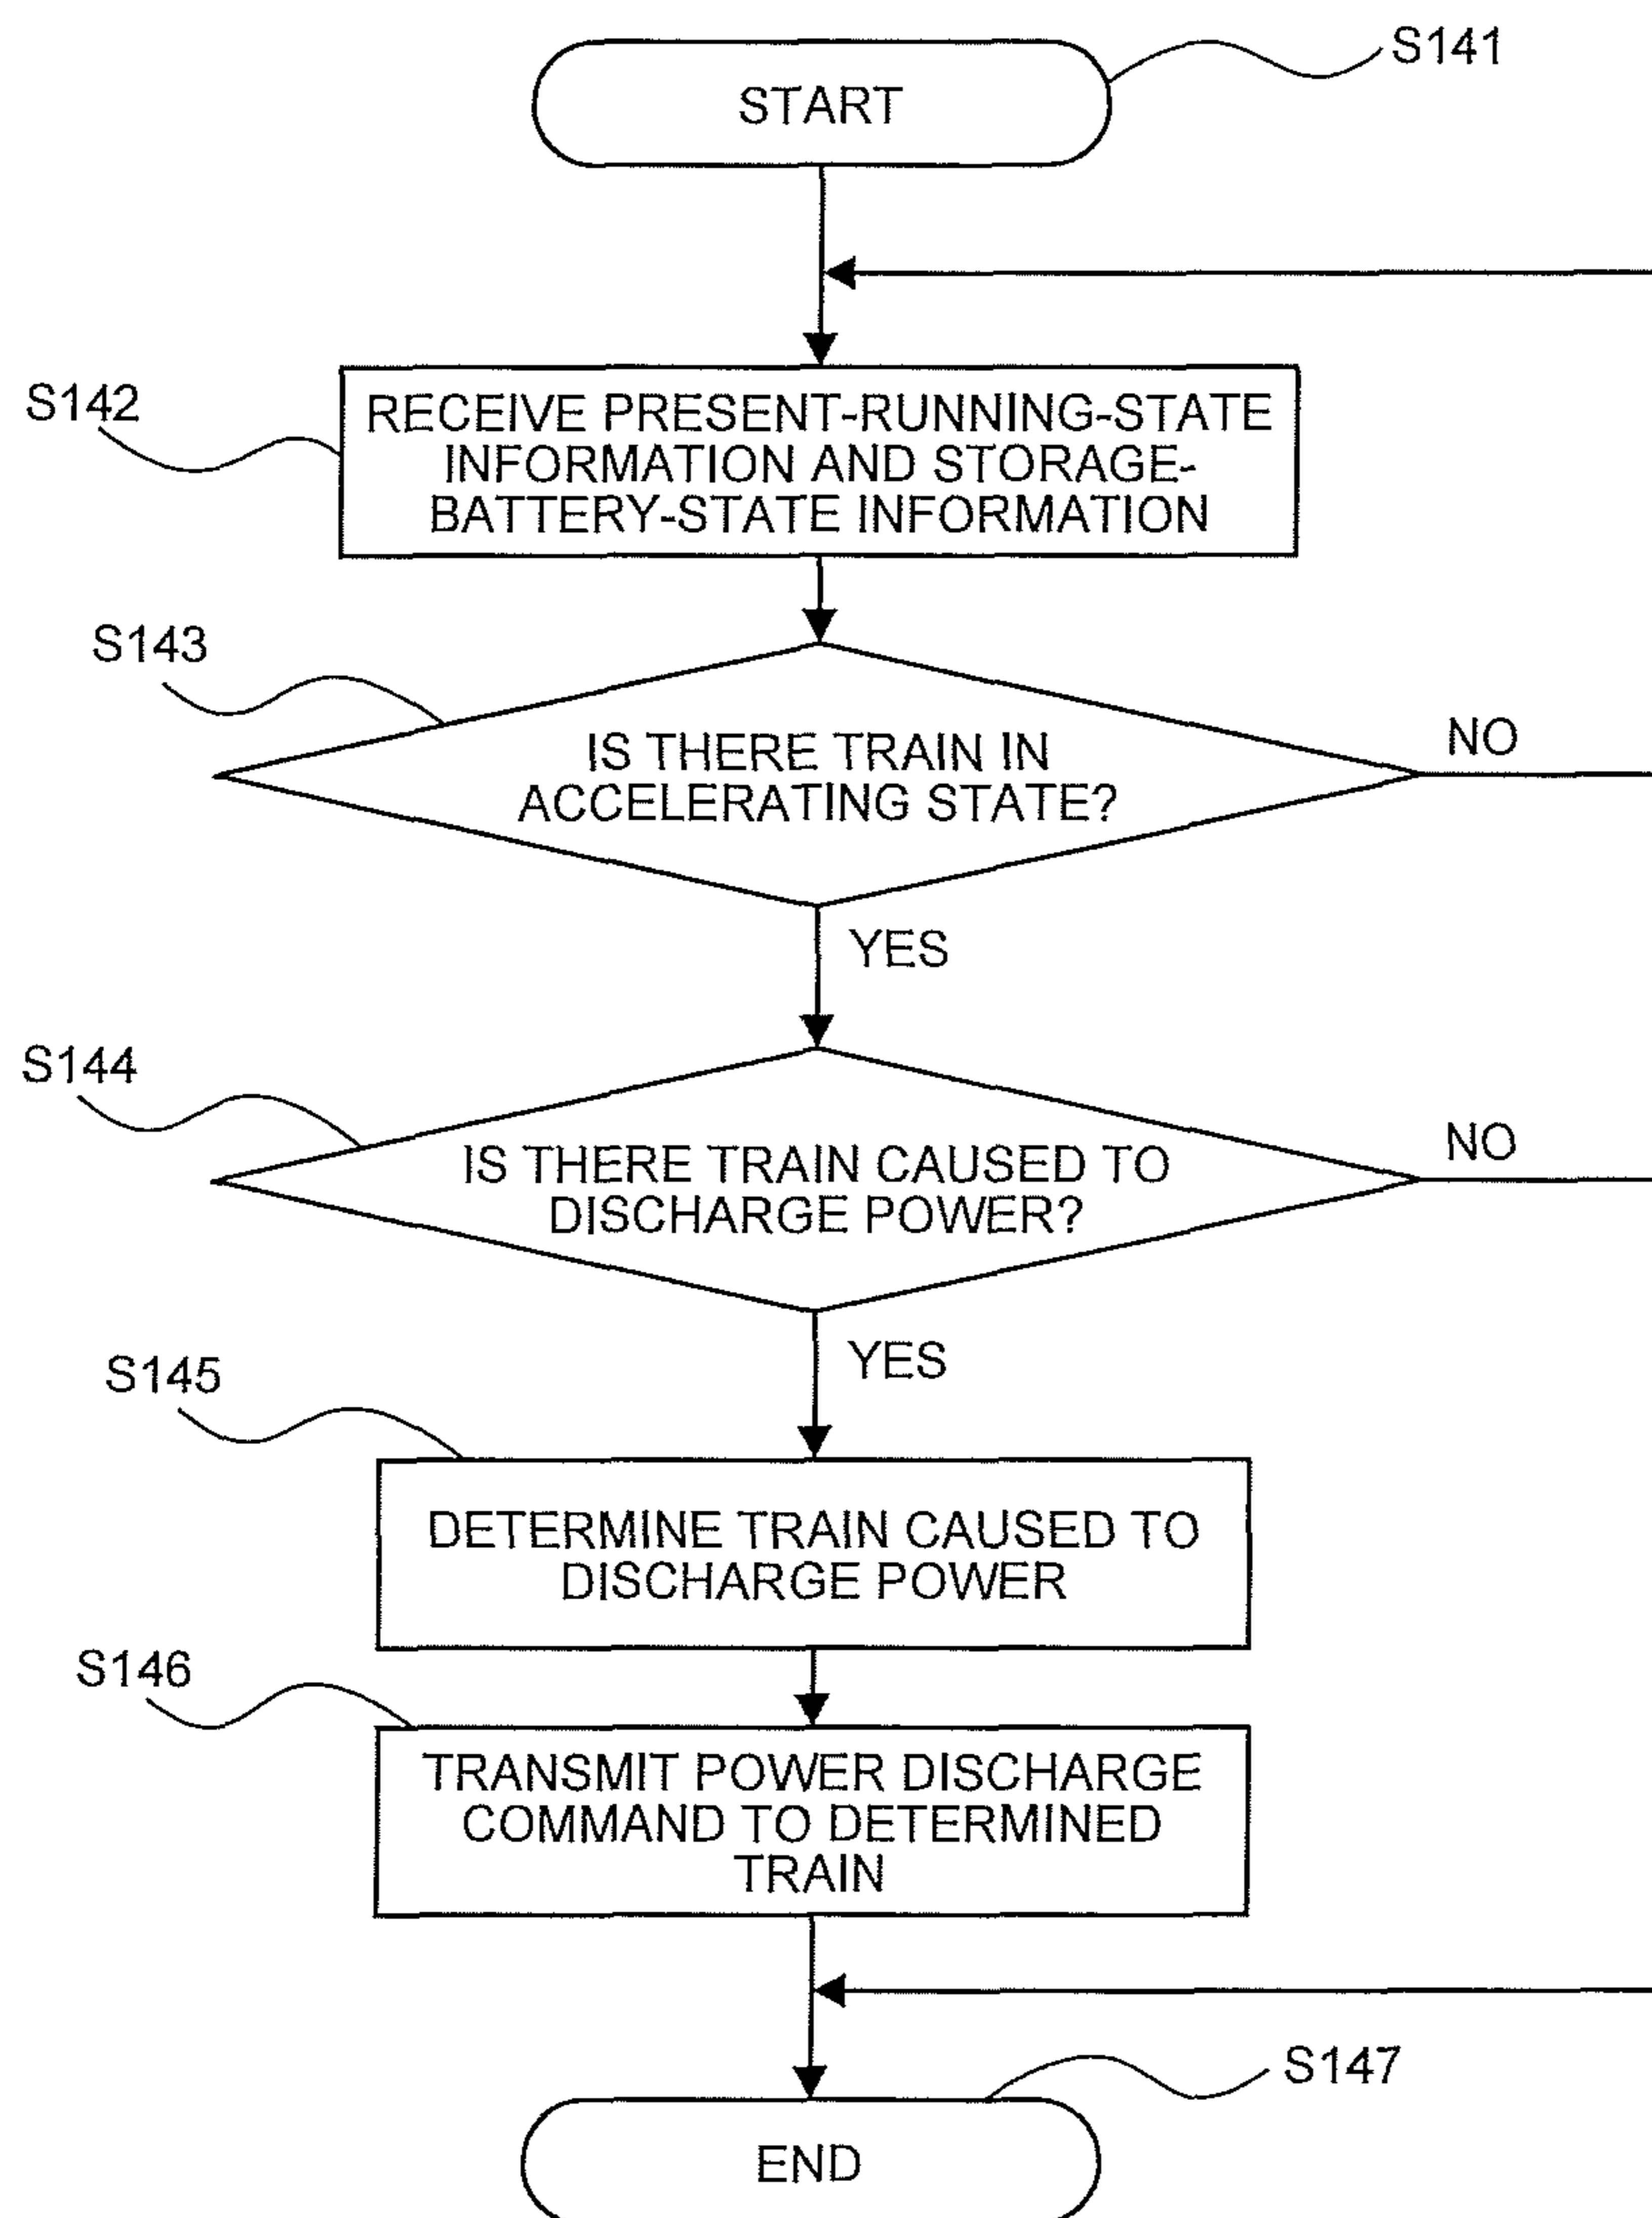 S141
START
S142
RECEIVE PRESENT-RUNNING-STATE
INFORMATION AND STORAGE-
BATTERY-STATE INFORMATION
S143
IS THERE TRAIN IN
ACCELERATING STATE?
NO
YES
S144
IS THERE TRAIN CAUSED TO
DISCHARGE POWER?
NO
YES
S145
DETERMINE TRAIN CAUSED TO
DISCHARGE POWER
S146
TRANSMIT POWER DISCHARGE
COMMAND TO DETERMINED
TRAIN
S147
END